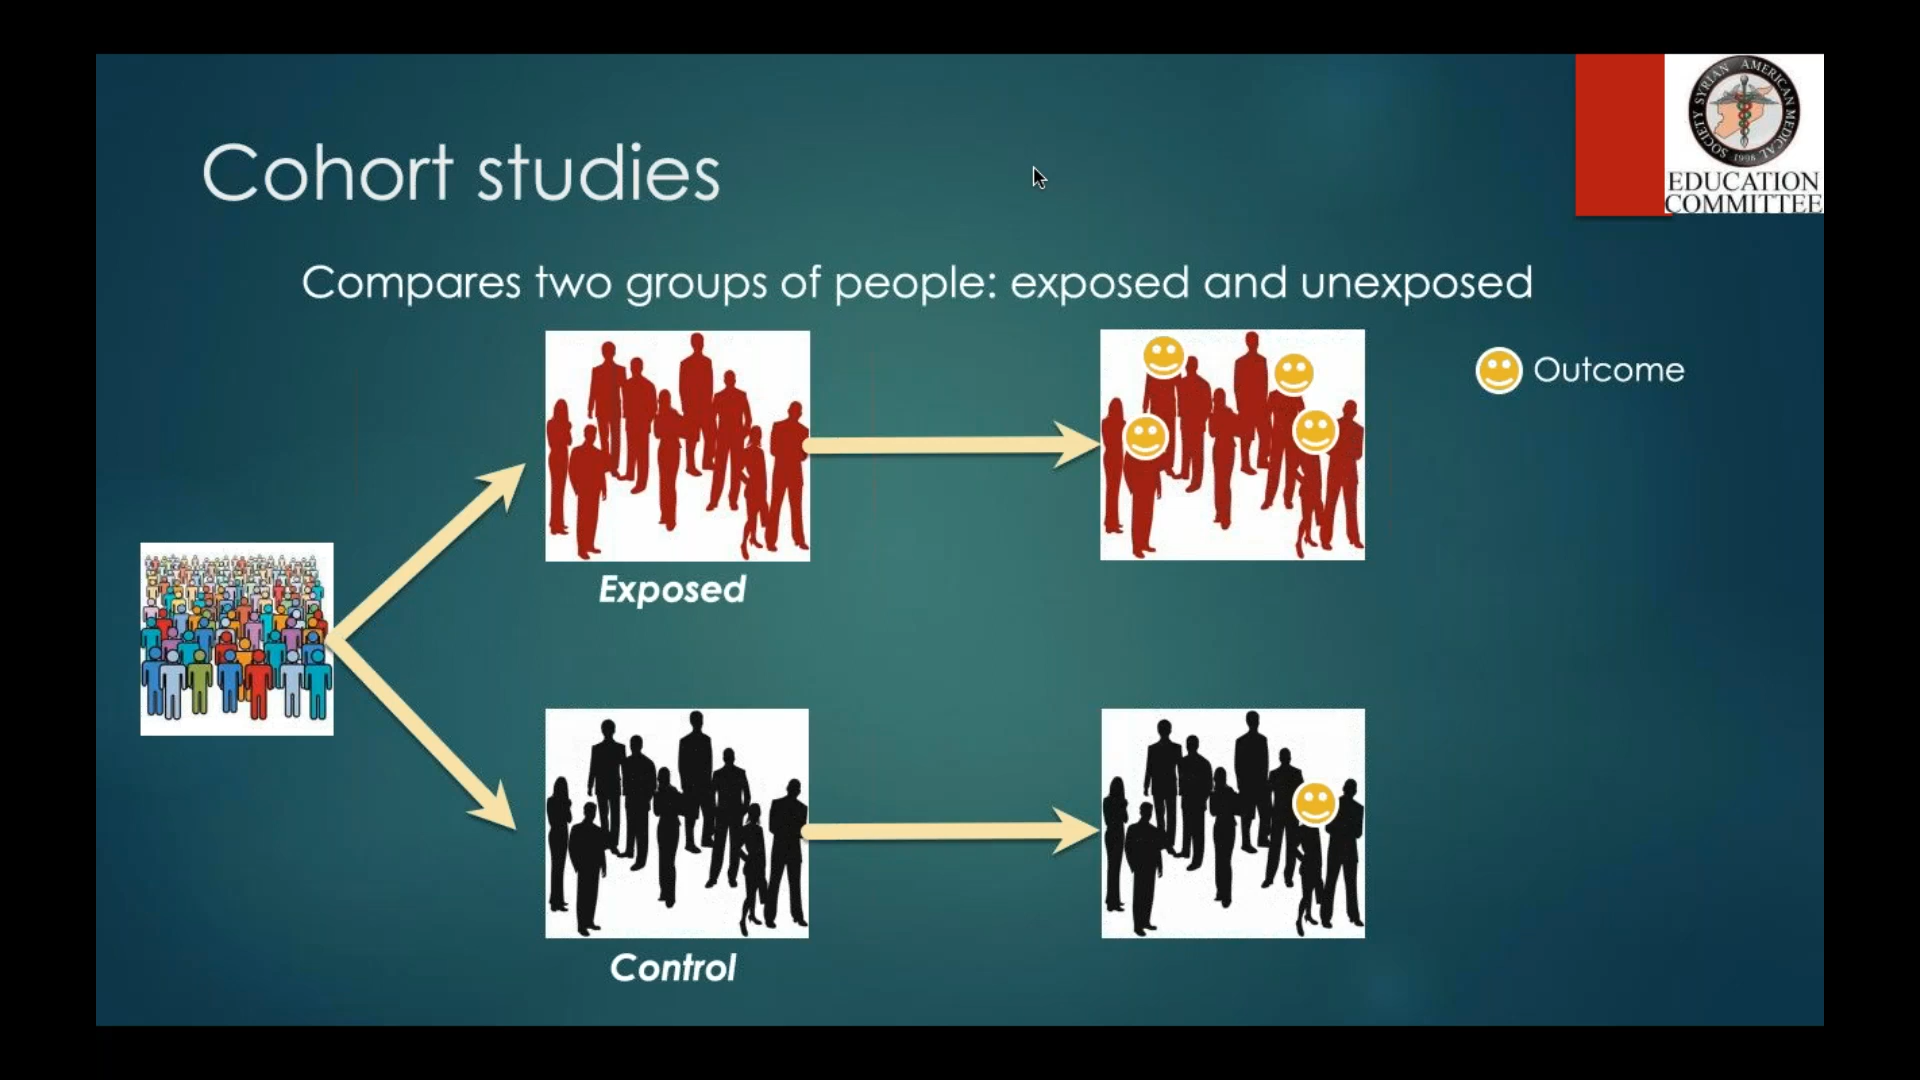 Cohort studies
SYRIAN AMERICAN MEDICAL SOCIETY
1998
EDUCATION
COMMITTEE
Compares two groups of people: exposed and unexposed
Outcome
Exposed
Control